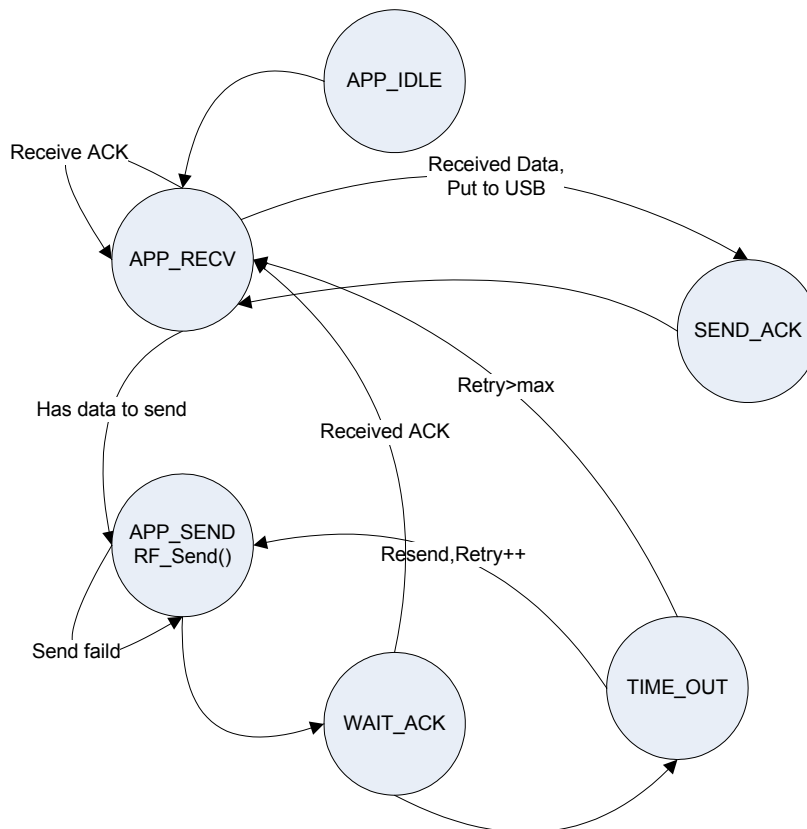 APP_IDLE
Receive ACK
Received Data,
Put to USB
APP_RECV
SEND_ACK
Retry>max
Has data to send
Received ACK
APP_SEND
RF_Send()
Resend,Retry++
Send faild
TIME_OUT
WAIT_ACK